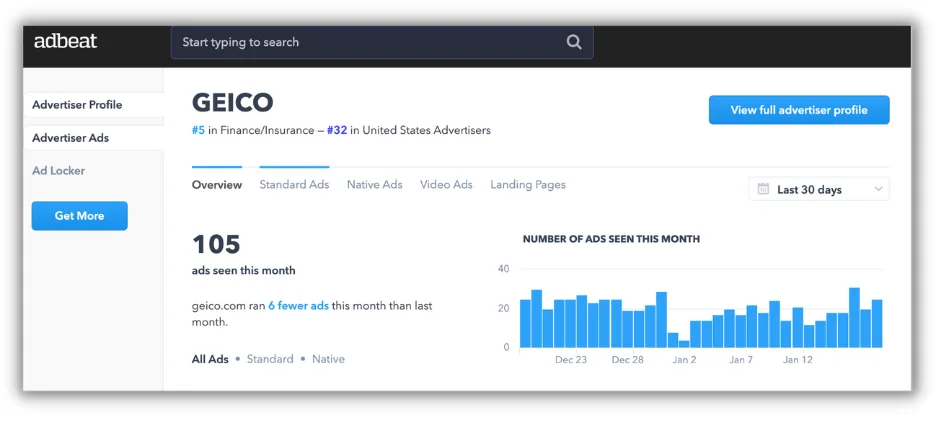 adbeat
Start typing to search
Advertiser Profile
Advertiser Ads
Ad Locker
Get More
GEICO
#5 in Finance/Insurance – #32 in United States Advertisers
View full advertiser profile
Overview
Standard Ads
Native Ads
Video Ads
Landing Pages
Last 30 days
105
ads seen this month
geico.com ran 6 fewer ads this month than last
month.
All Ads • Standard • Native
NUMBER OF ADS SEEN THIS MONTH
40
20
0
Dec 23
Dec 28
Jan 2
Jan 7
Jan 12